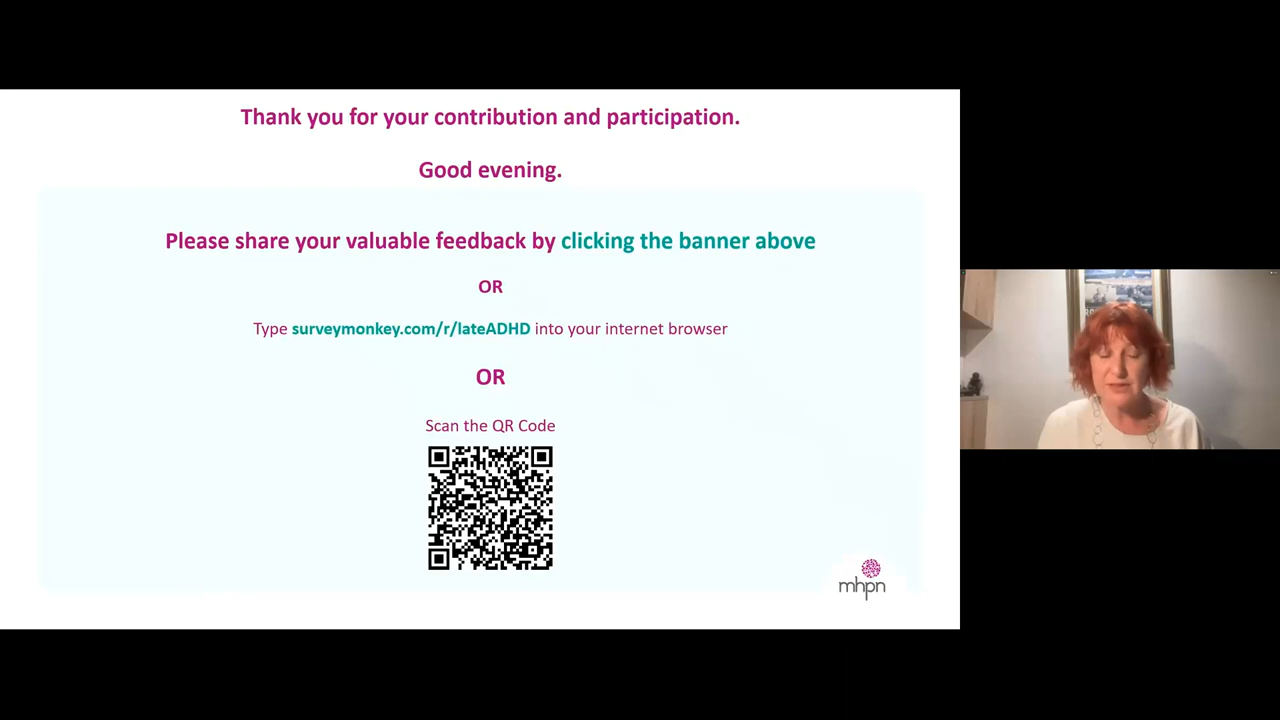 Thank you for your contribution and participation.
Good evening.
Please share your valuable feedback by clicking the banner above
OR
Type surveymonkey.com/r/lateADHD into your internet browser
OR
Scan the QR Code
mhpn